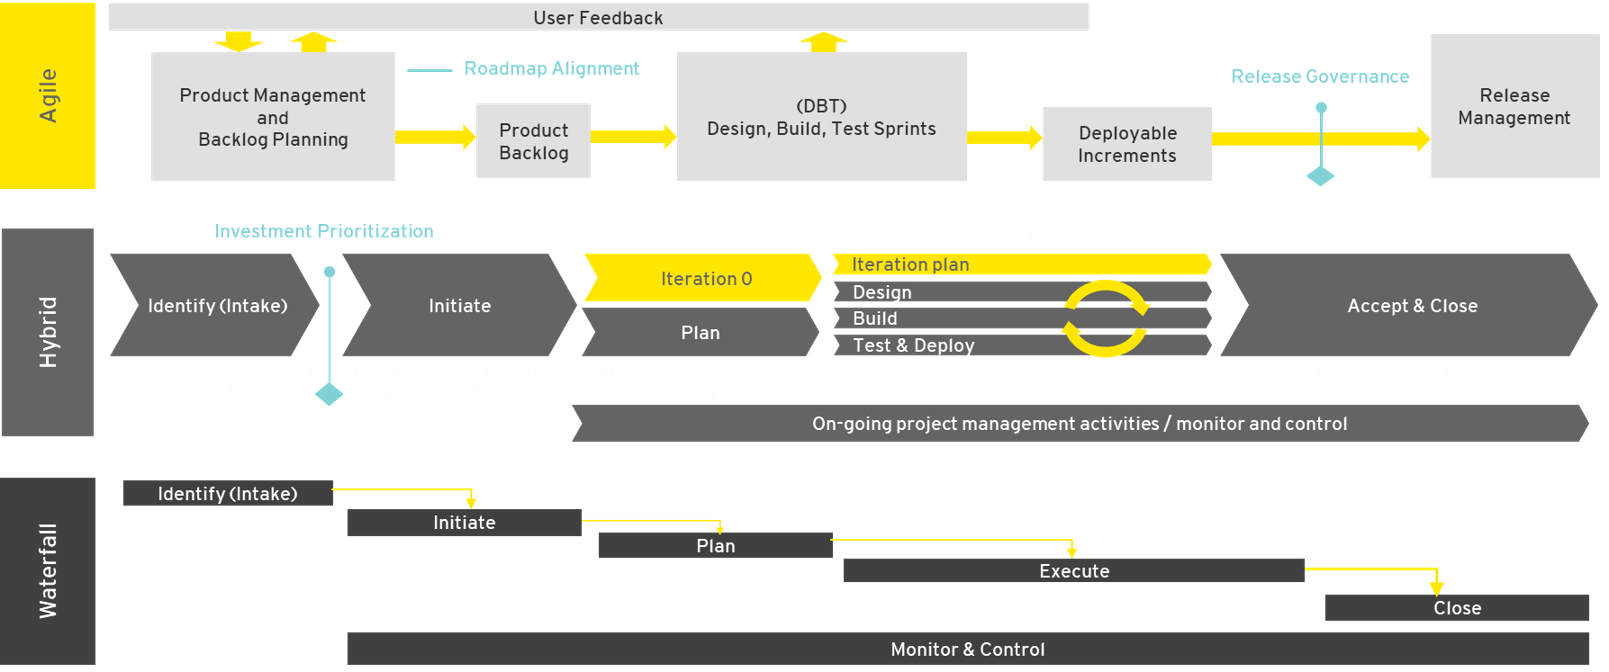 Agile
User Feedback
Product Management
and
Backlog Planning
Roadmap Alignment
Product
Backlog
(DBT)
Design, Build, Test Sprints
Deployable
Increments
Release Governance
Release
Management
Hybrid
Investment Prioritization
Identify (Intake)
Initiate
Iteration 0
Plan
Iteration plan
Design
Build
Test & Deploy
Accept & Close
On-going project management activities / monitor and control
Waterfall
Identify (Intake)
Initiate
Plan
Execute
Close
Monitor & Control